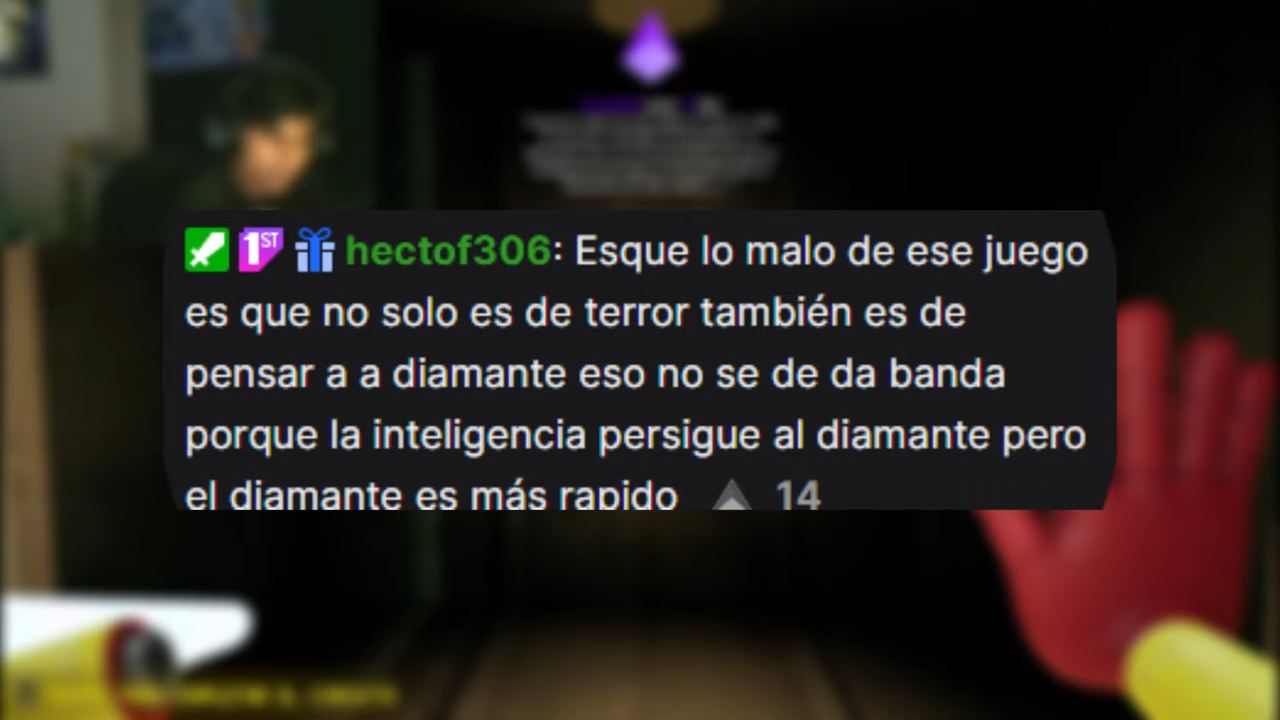 1ST hectof306: Esque lo malo de ese juego
es que no solo es de terror también es de
pensar a a diamante eso no se de da banda
porque la inteligencia persigue al diamante pero
el diamante es más rapido 14